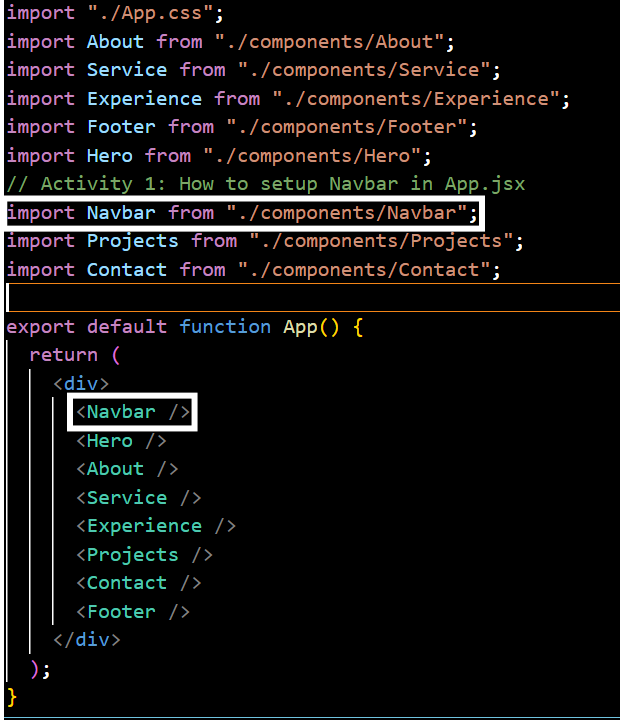 import "./App.css";
import About from "./components/About";
import Service from "./components/Service";
import Experience from "./components/Experience";
import Footer from "./components/Footer";
import Hero from "./components/Hero";
// Activity 1: How to setup Navbar in App.jsx
import Navbar from "./components/Navbar";
import Projects from "./components/Projects";
import Contact from "./components/Contact";
export default function App() {
  return (
    <div>
      <Navbar />
      <Hero />
      <About />
      <Service />
      <Experience />
      <Projects />
      <Contact />
      <Footer />
    </div>
  );
}